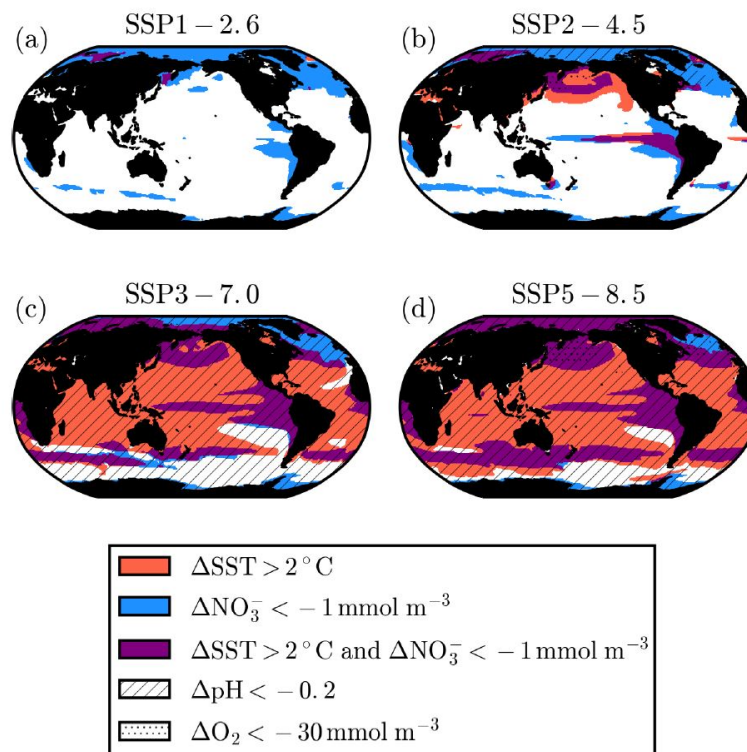 SSP1 − 2.6
SSP2 − 4.5
(a)
(b)
SSP3 − 7.0
SSP5 − 8.5
(c)
(d)
ΔSST > 2 °C
ΔNO₃⁻ < − 1 mmol m⁻³
ΔSST > 2 °C and ΔNO₃⁻ < − 1 mmol m⁻³
ΔpH < −0.2
ΔO₂ < − 30 mmol m⁻³